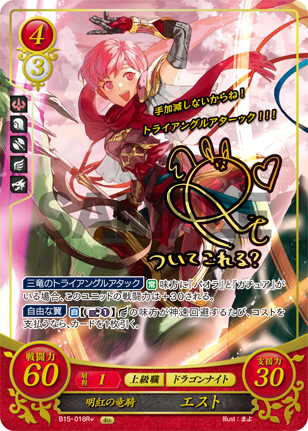 4
3
手加減しないからね!
トライアングルアターック!!!
ついてこれる?
三竜のトライアングルアタック 常 味方に『パオラ』と『カチュア』が
いる場合、このユニットの戦闘力は+30される。
自由な翼 の味方が神速回避するたび、コストを
支払うなら、カードを1枚引く。
戦闘力
60
射程 1 上級職 ドラゴンナイト
支援力
30
明紅の竜騎 エスト
B15-018R+
Illust:まよ